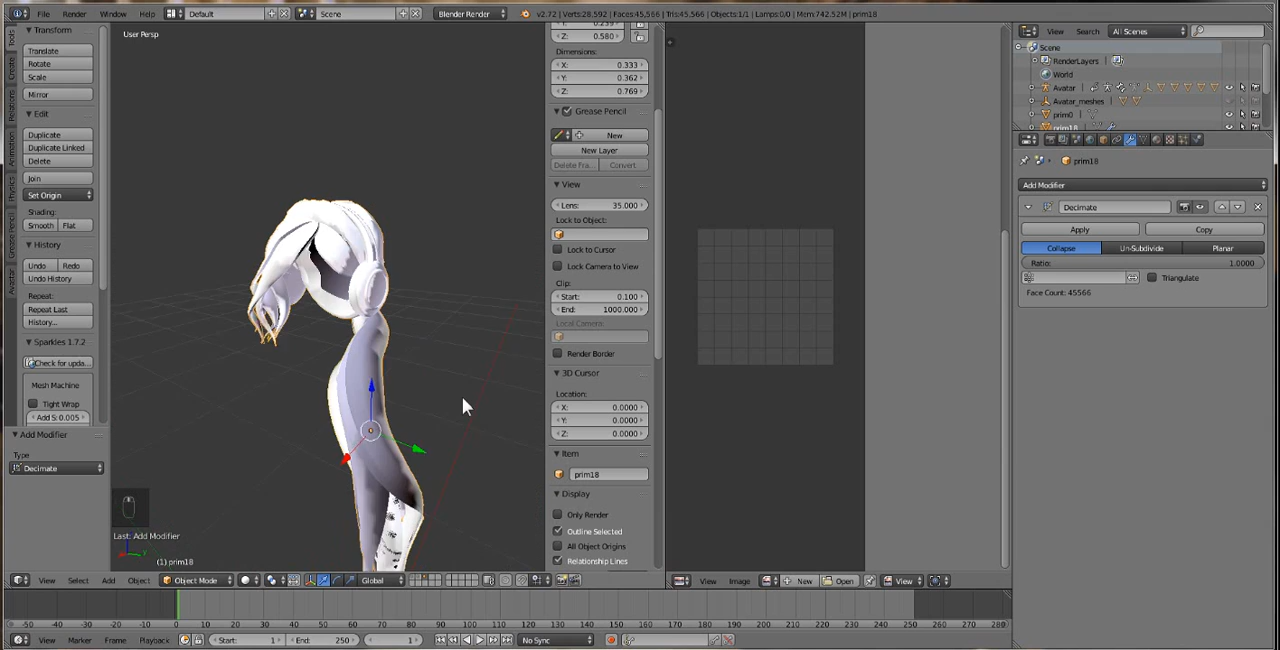 File Render Window Help Default Scene Blender Render v2.72 | Verts:28,592 | Faces:45,566 | Tris:45,566 | Objects:1/1 | Lamps:0/0 | Mem:742.52M | prim18
Tools
Create
Relations
Animation
Physics
Grease Pencil
Avatar
Transform
Translate
Rotate
Scale
Mirror
Edit
Duplicate
Duplicate Linked
Delete
Join
Set Origin
Shading:
Smooth Flat
History
Undo Redo
Undo History
Repeat:
Repeat Last
History...
Sparkles 1.7.2
Check for upda...
Mesh Machine
Tight Wrap
Add S: 0.005
Add Modifier
Type
Decimate
User Persp
Last: Add Modifier
(1) prim18
Z: 0.580
Dimensions:
X: 0.333
Y: 0.362
Z: 0.769
Grease Pencil
New
New Layer
Delete Fra... Convert
View
Lens: 35.000
Lock to Object:
Lock to Cursor
Lock Camera to View
Clip:
Start: 0.100
End: 1000.000
Local Camera:
Render Border
3D Cursor
Location:
X: 0.0000
Y: 0.0000
Z: 0.0000
Item
prim18
Display
Only Render
Outline Selected
All Object Origins
Relationship Lines
View Search All Scenes
Scene
RenderLayers
World
Avatar
Avatar_meshes
prim0
prim18
prim18
Add Modifier
Decimate
Apply Copy
Collapse Un-Subdivide Planar
Ratio: 1.0000
Triangulate
Face Count: 45566
View Select Add Object Object Mode Global
View Image New Open View
-50 -40 -30 -20 -10 0 10 20 30 40 50 60 70 80 90 100 110 120 130 140 150 160 170 180 190 200 210 220 230 240 250 260 270 280
View Marker Frame Playback Start: 1 End: 250 1 No Sync